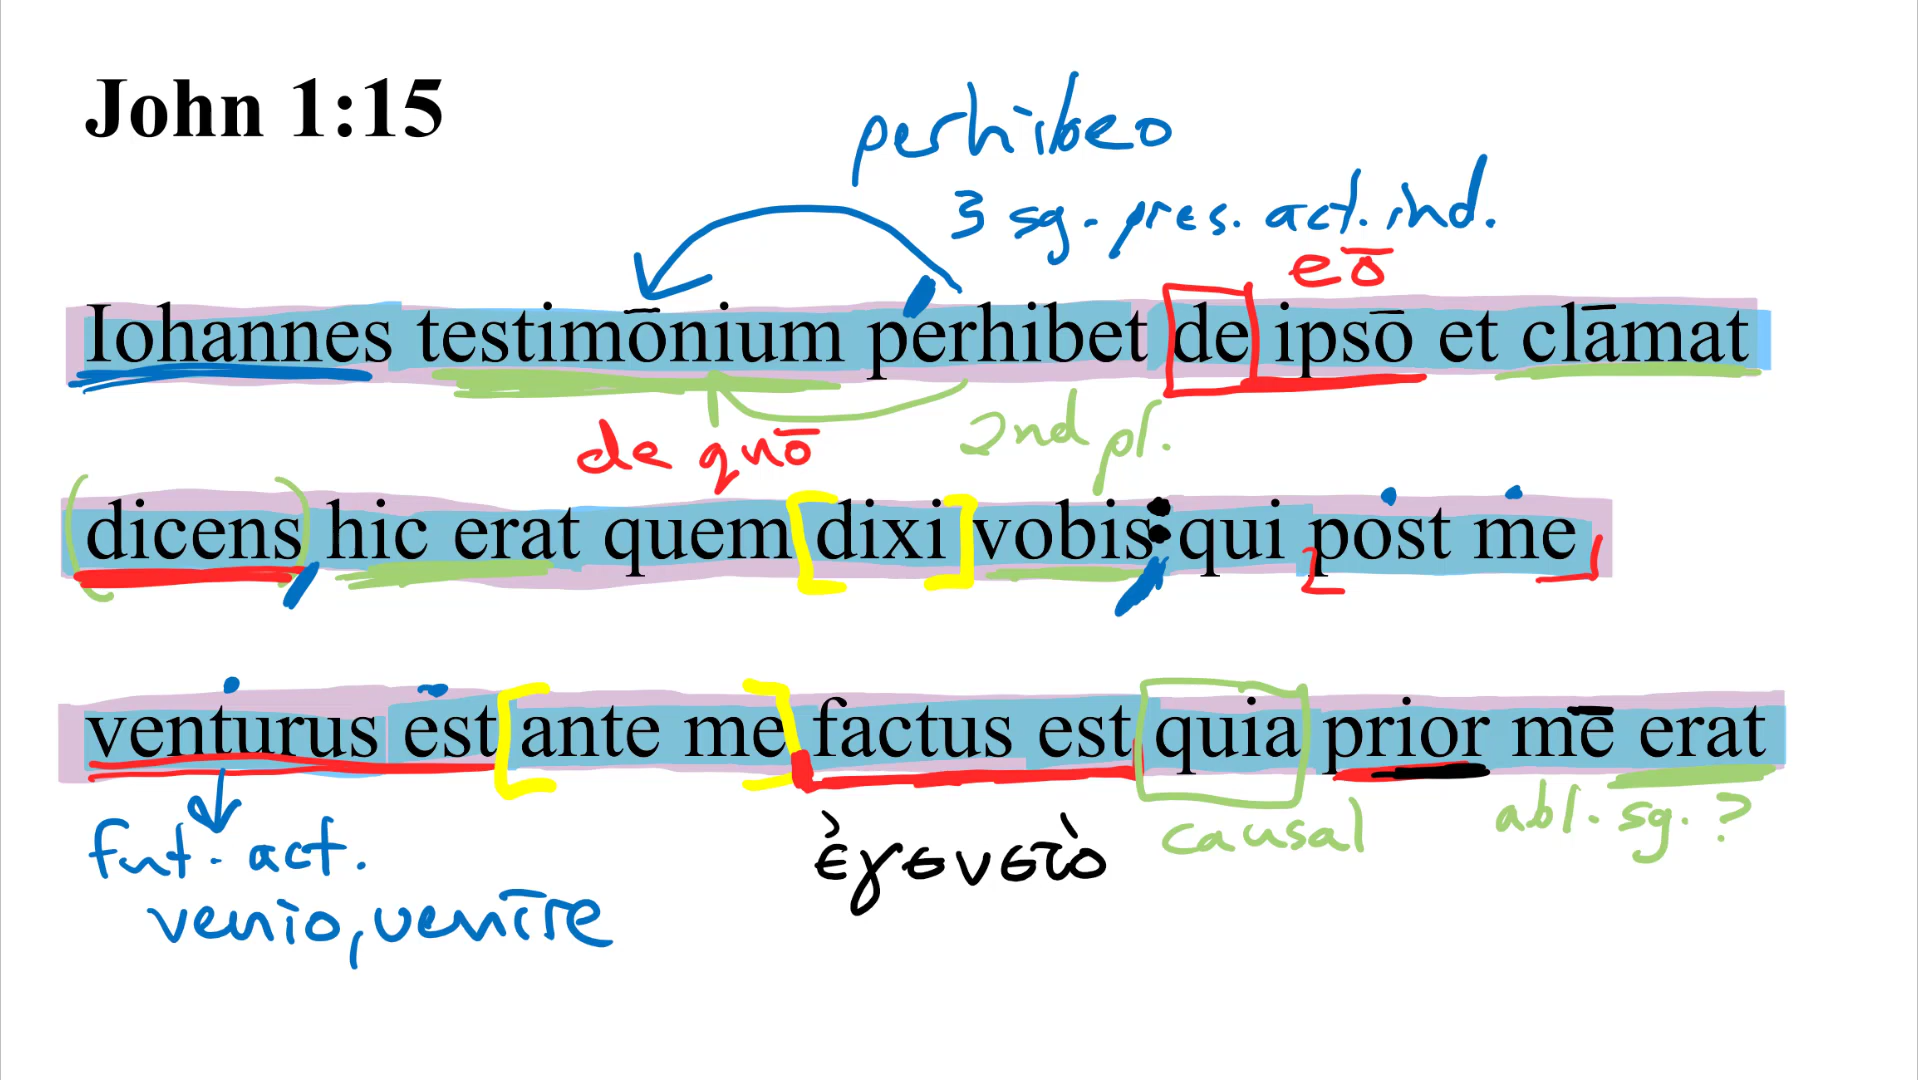 John 1:15
perhibeo
3 sg. pres. act. ind.
eō
Iohannes testimōnium perhibet de ipsō et clāmat
de quō
2nd pl.
(dicens) hic erat quem [dixi] vobis: qui post me
venturus est [ante me] factus est quia prior mē erat
fut. act.
venio, venīre
ἐγενετὸ
causal
abl. sg. ?